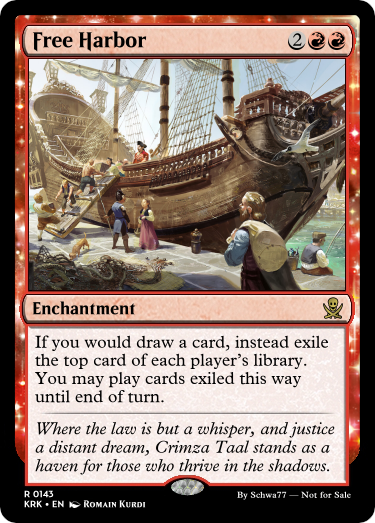 Free Harbor 2
Enchantment
If you would draw a card, instead exile
the top card of each player's library.
You may play cards exiled this way
until end of turn.
Where the law is but a whisper, and justice
a distant dream, Crimza Taal stands as a
haven for those who thrive in the shadows.
R 0143
KRK • EN Romain Kurdi
By Schwa77 — Not for Sale